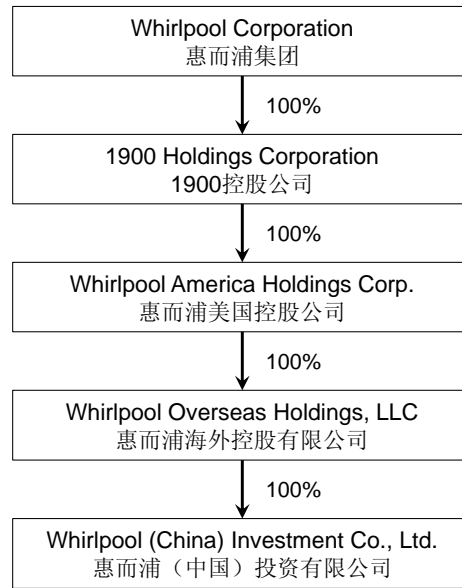 Whirlpool Corporation
惠而浦集团
100%
1900 Holdings Corporation
1900控股公司
100%
Whirlpool America Holdings Corp.
惠而浦美国控股公司
100%
Whirlpool Overseas Holdings, LLC
惠而浦海外控股有限公司
100%
Whirlpool (China) Investment Co., Ltd.
惠而浦（中国）投资有限公司